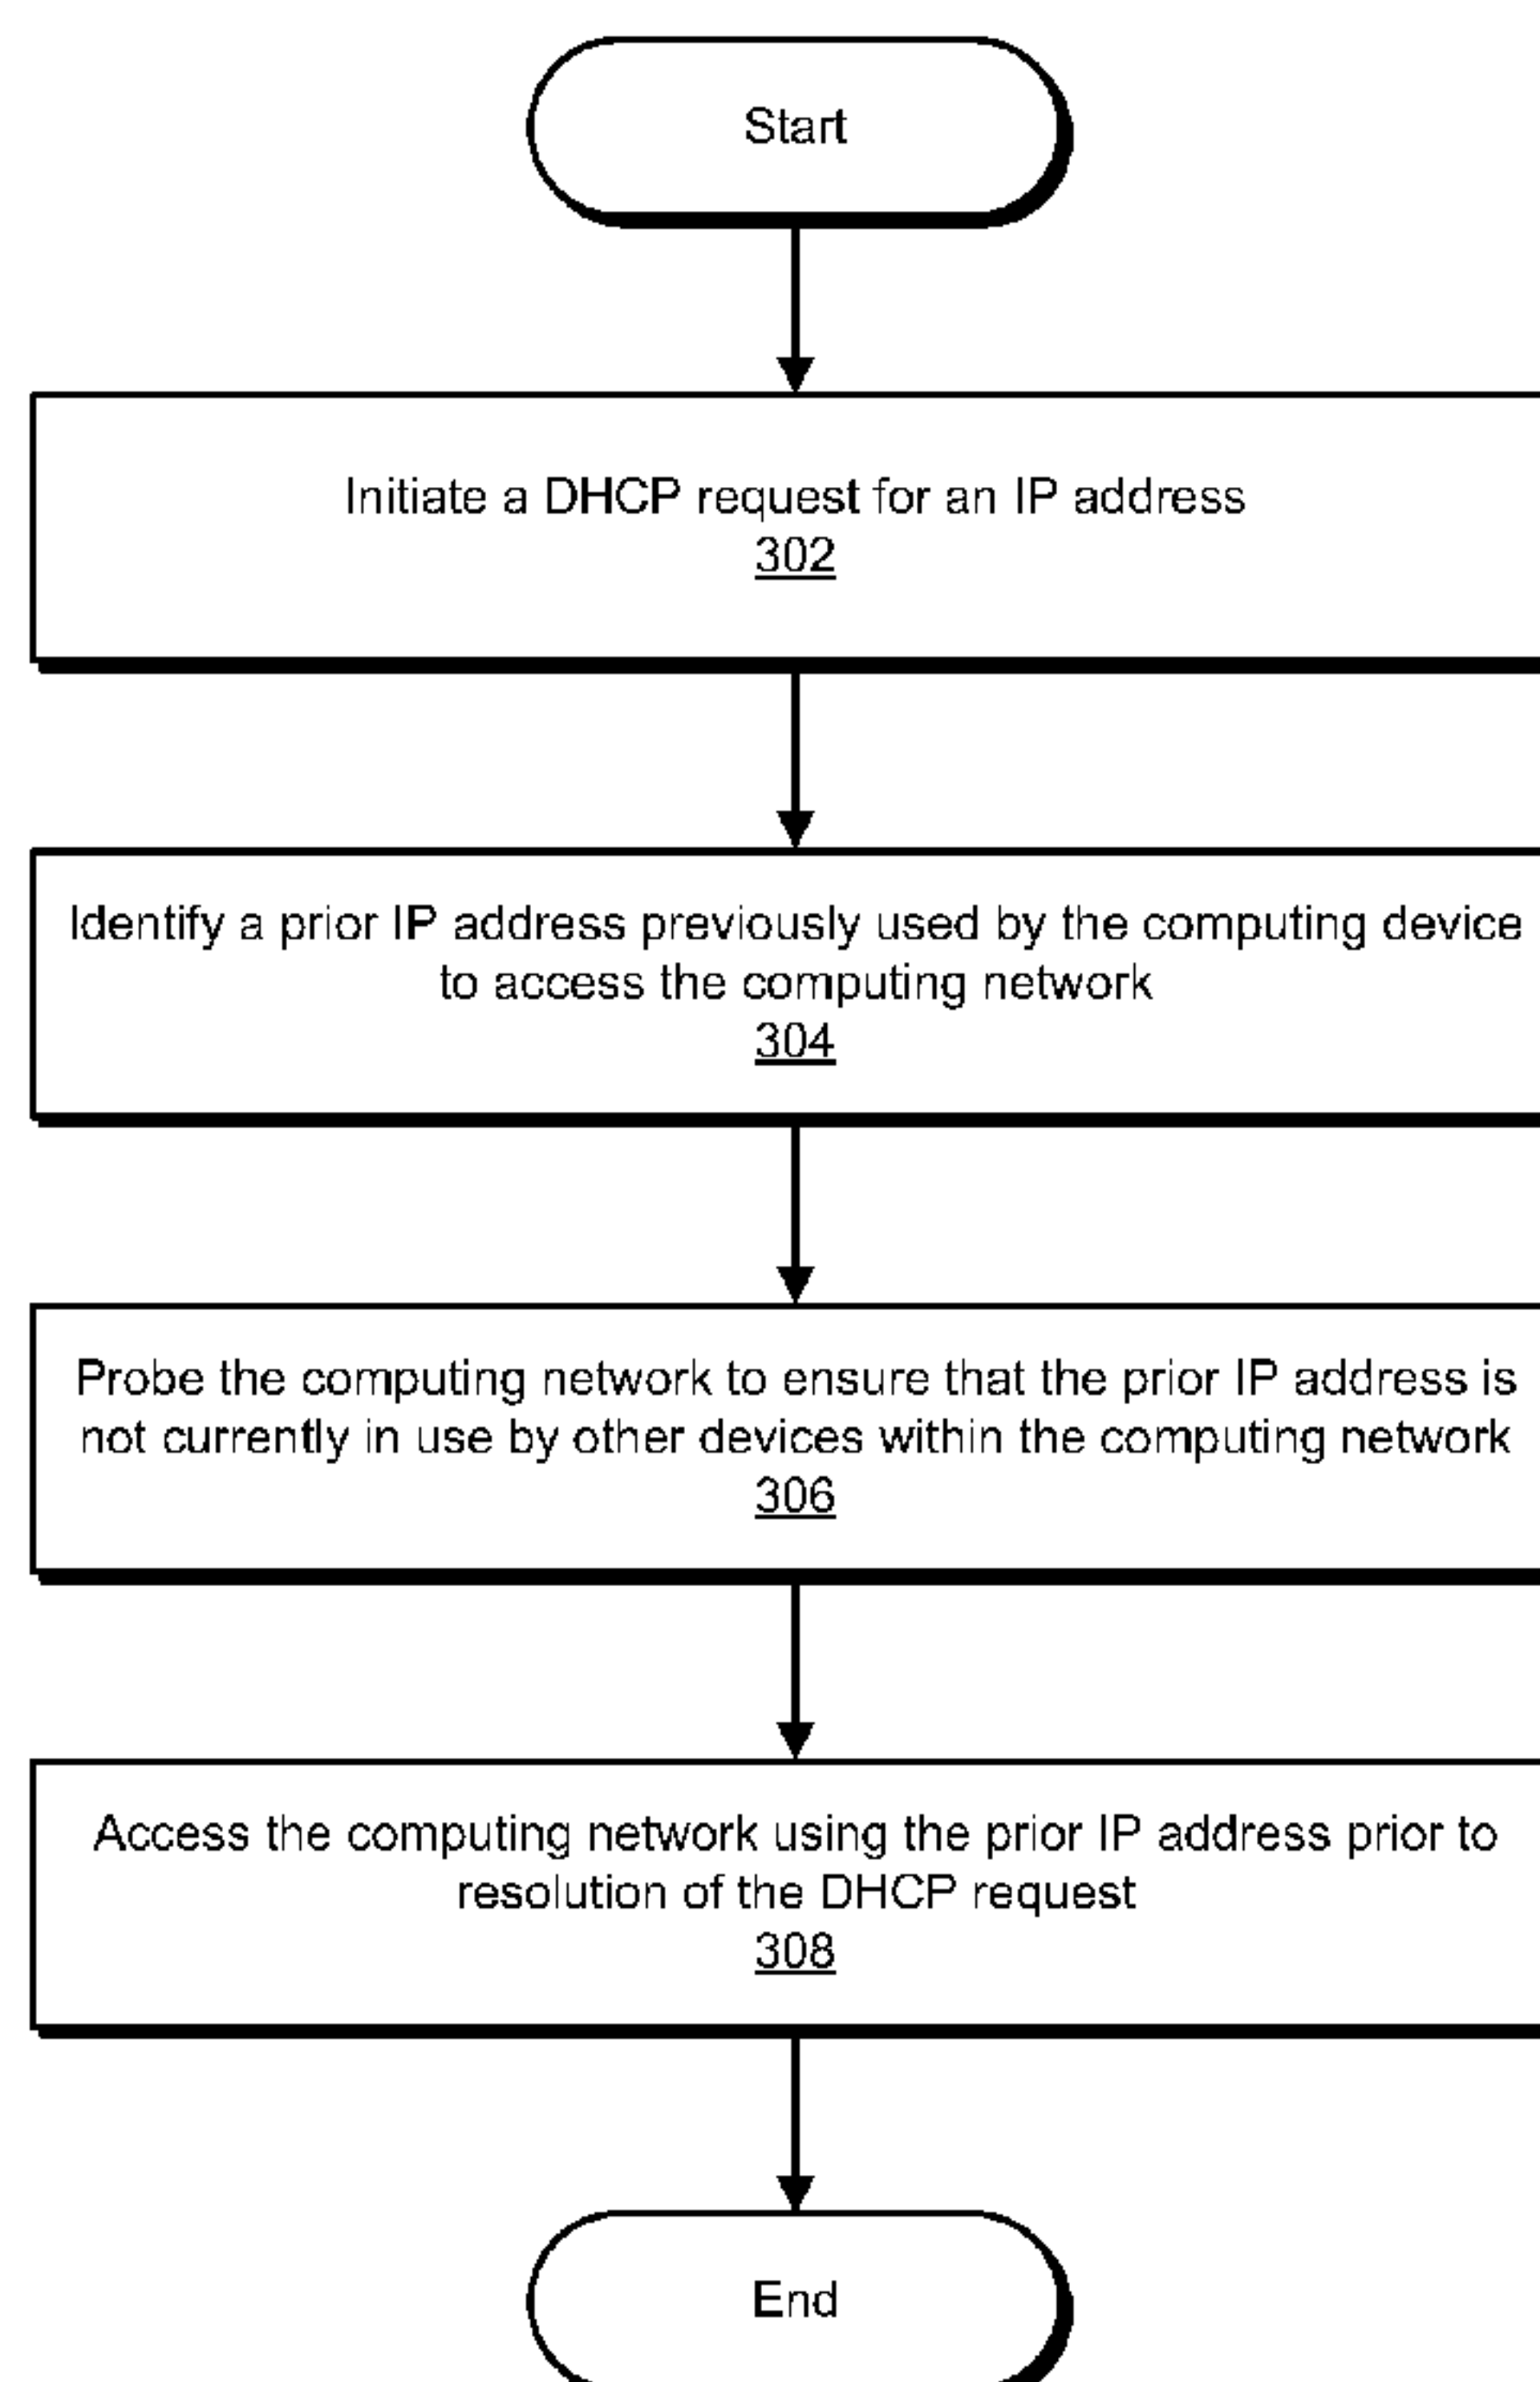 Start
Initiate a DHCP request for an IP address
302
Identify a prior IP address previously used by the computing device
to access the computing network
304
Probe the computing network to ensure that the prior IP address is
not currently in use by other devices within the computing network
306
Access the computing network using the prior IP address prior to
resolution of the DHCP request
308
End